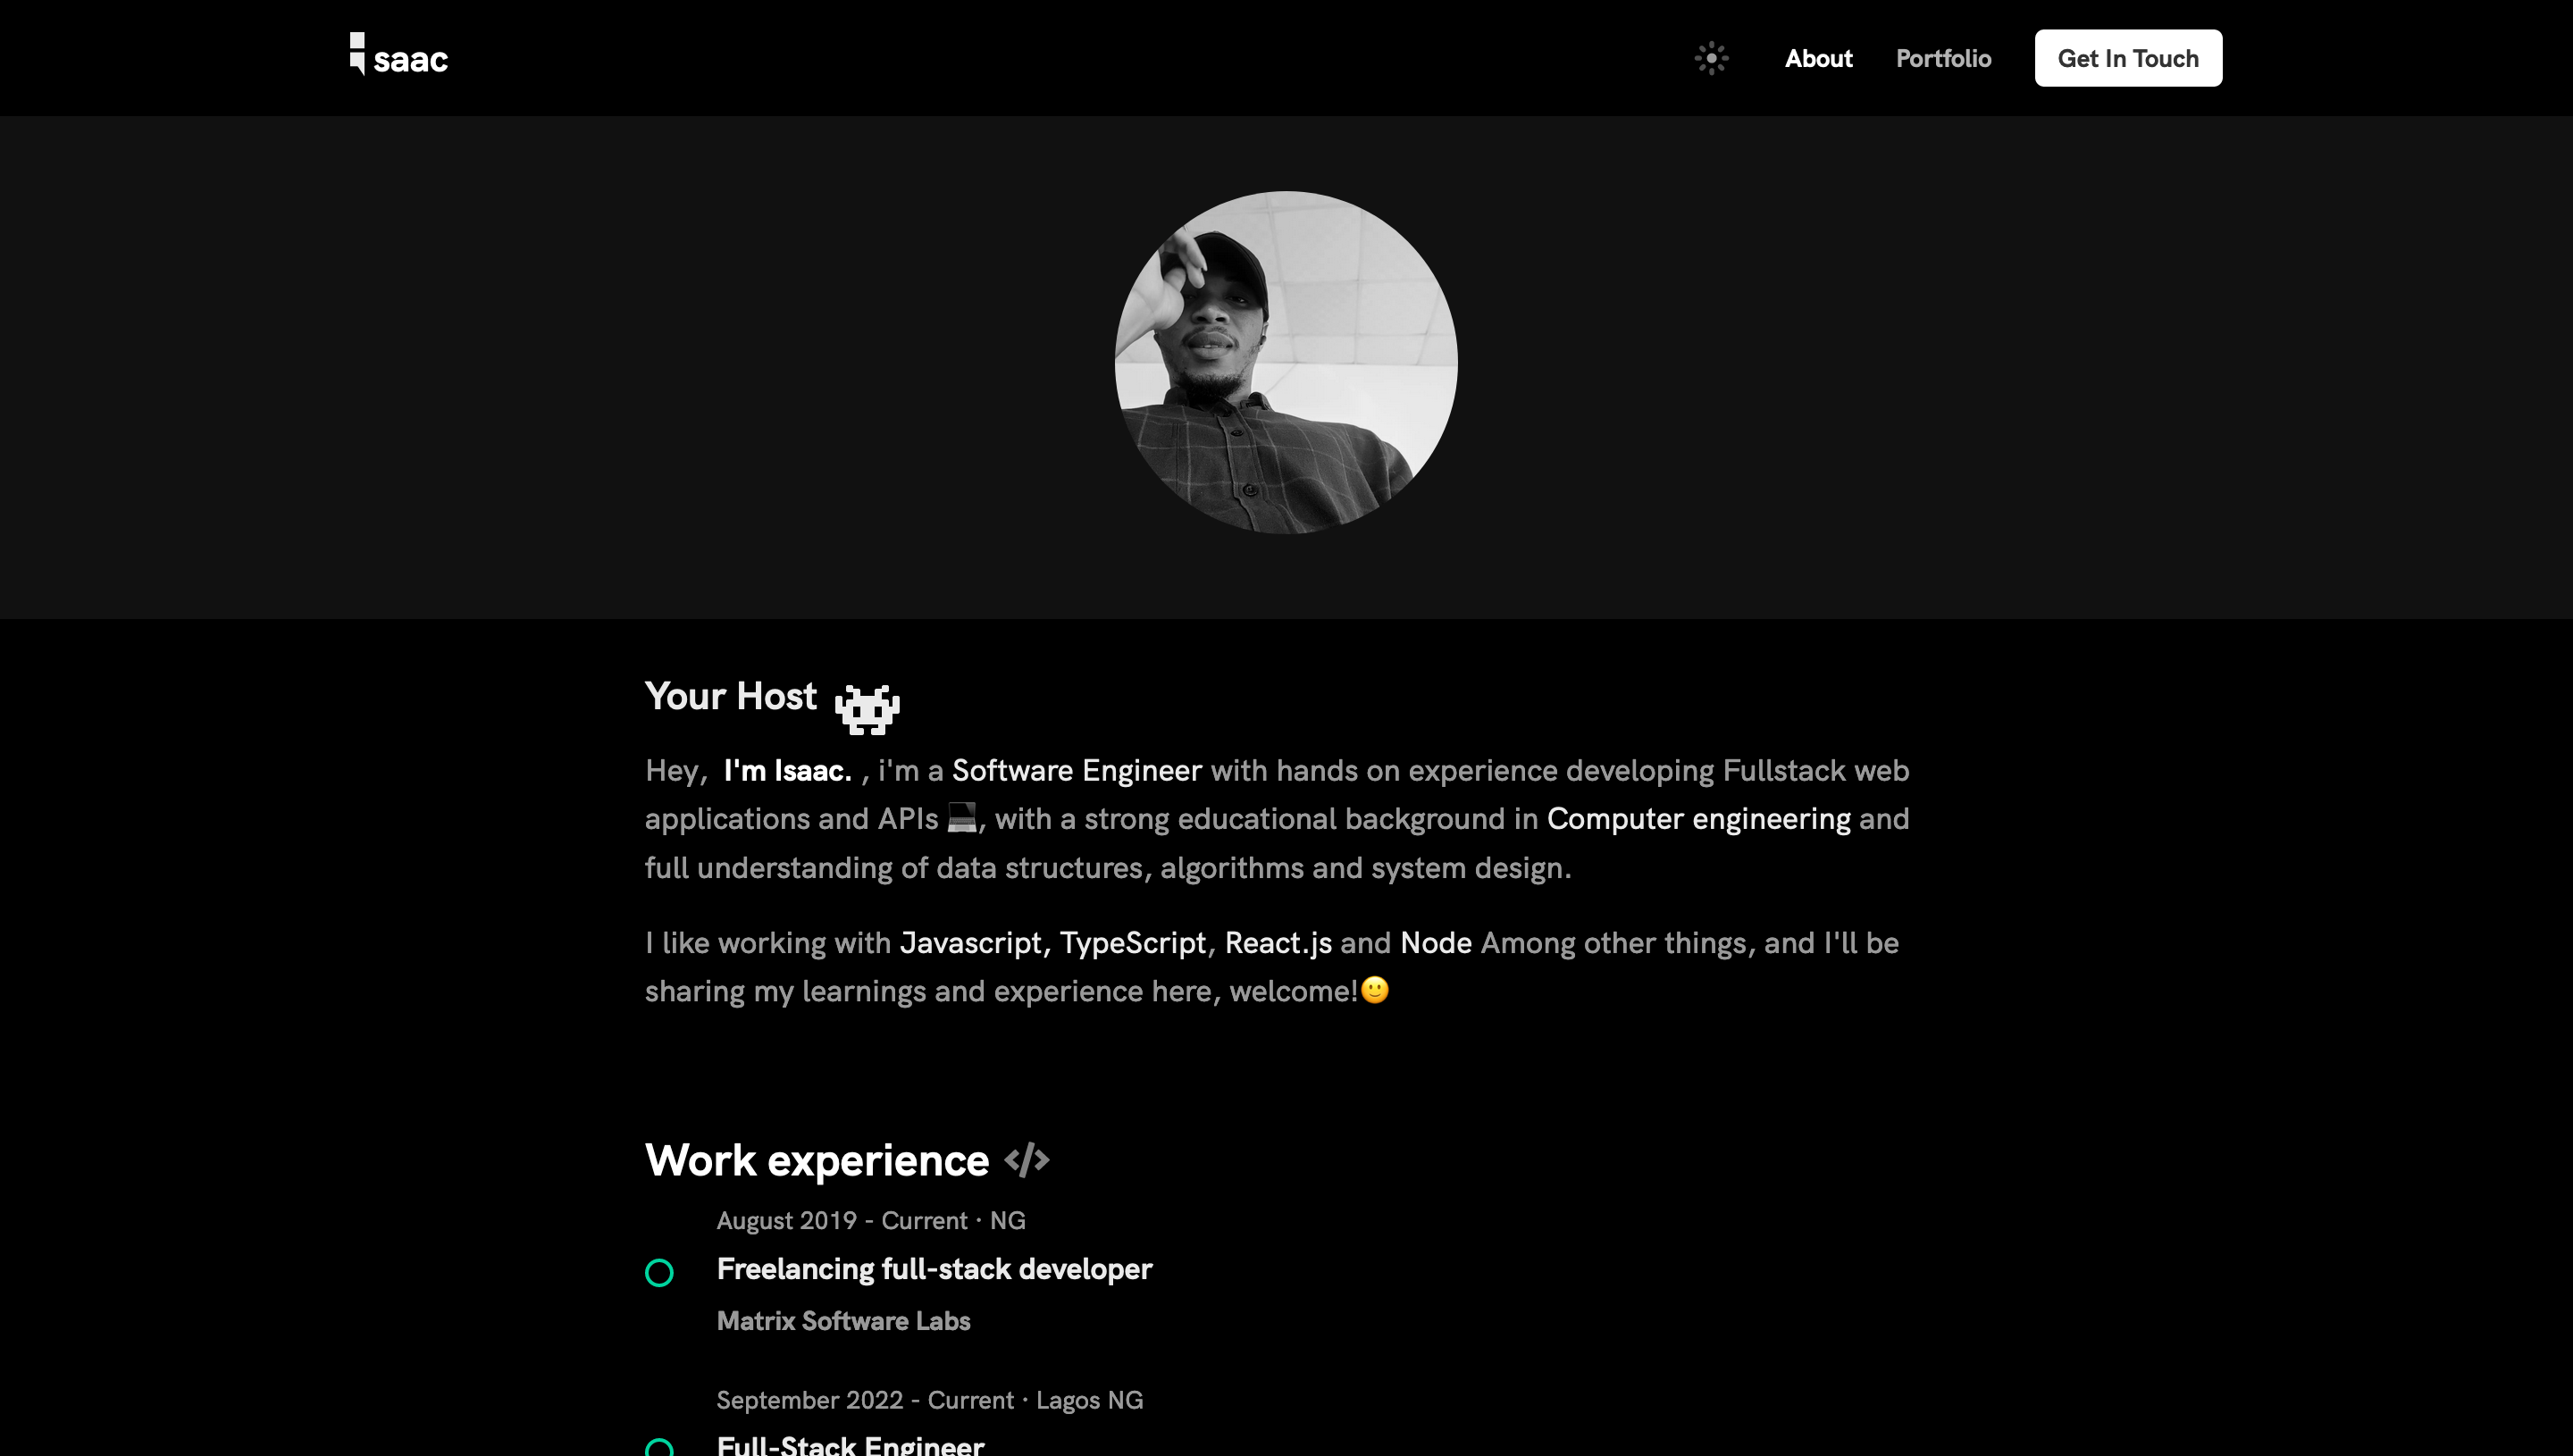 isaac
About Portfolio Get In Touch
Your Host
Hey, I'm Isaac. , i'm a Software Engineer with hands on experience developing Fullstack web
applications and APIs 💻, with a strong educational background in Computer engineering and
full understanding of data structures, algorithms and system design.
I like working with Javascript, TypeScript, React.js and Node Among other things, and I'll be
sharing my learnings and experience here, welcome!🙂
Work experience </>
August 2019 - Current · NG
Freelancing full-stack developer
Matrix Software Labs
September 2022 - Current · Lagos NG
Full-Stack Engineer